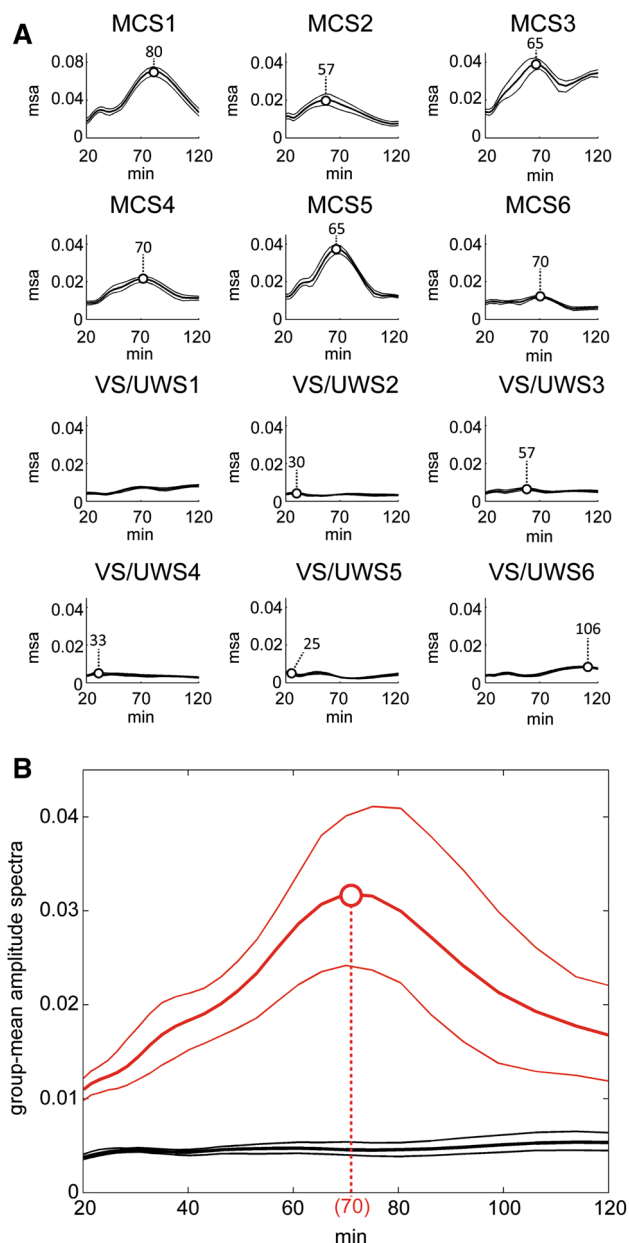 A
MCS1 MCS2 MCS3
80 57 65
msa 0.08 0.04 0 0.04 0.02 0 0.04 0.02 0
20 70 120 20 70 120 20 70 120
min min min
MCS4 MCS5 MCS6
70 65 70
msa 0.04 0.02 0 msa 0.04 0.02 0 msa 0.04 0.02 0
20 70 120 20 70 120 20 70 120
min min min
VS/UWS1 VS/UWS2 VS/UWS3
30 57
msa 0.04 0.02 0 msa 0.04 0.02 0 msa 0.04 0.02 0
20 70 120 20 70 120 20 70 120
min min min
VS/UWS4 VS/UWS5 VS/UWS6
33 25 106
msa 0.04 0.02 0 msa 0.04 0.02 0 msa 0.04 0.02 0
20 70 120 20 70 120 20 70 120
min min min
B
group-mean amplitude spectra
0.04
0.03
0.02
0.01
0
20 40 60 (70) 80 100 120
min